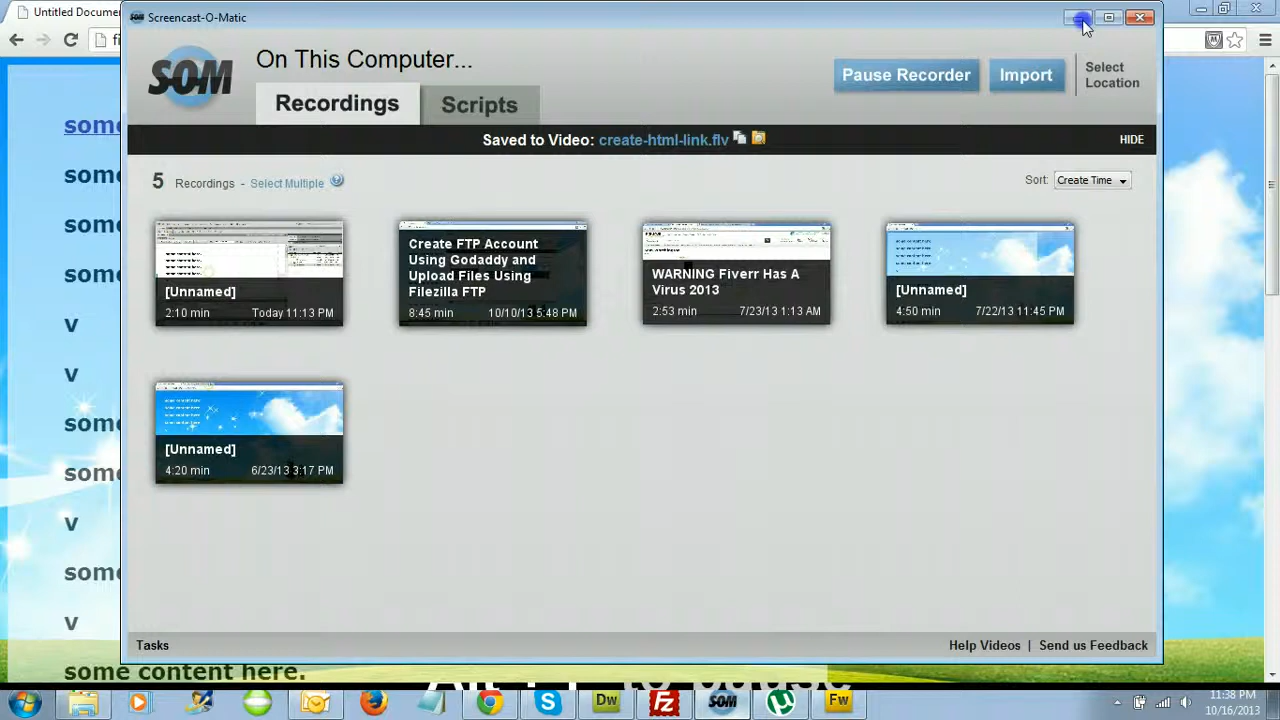 Untitled Docume
Screencast-O-Matic
SOM
On This Computer...
Pause Recorder
Import
Select
Location
Recordings
Scripts
Saved to Video: create-html-link.flv
HIDE
5 Recordings - Select Multiple
Sort: Create Time
[Unnamed]
2:10 min Today 11:13 PM
Create FTP Account
Using Godaddy and
Upload Files Using
Filezilla FTP
8:45 min 10/10/13 5:48 PM
WARNING Fiverr Has A
Virus 2013
2:53 min 7/23/13 1:13 AM
[Unnamed]
4:50 min 7/22/13 11:45 PM
[Unnamed]
4:20 min 6/23/13 3:17 PM
Tasks
Help Videos | Send us Feedback
some
some
some
some
v
v
some
some
v
some
v
some content here.
Dw
Fz
SOM
Fw
11:38 PM
10/16/2013